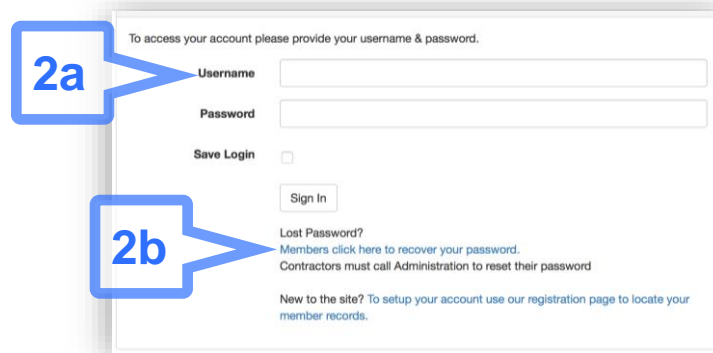 To access your account please provide your username & password.
2a
Username
Password
Save Login
Sign In
Lost Password?
2b
Members click here to recover your password.
Contractors must call Administration to reset their password
New to the site? To setup your account use our registration page to locate your
member records.